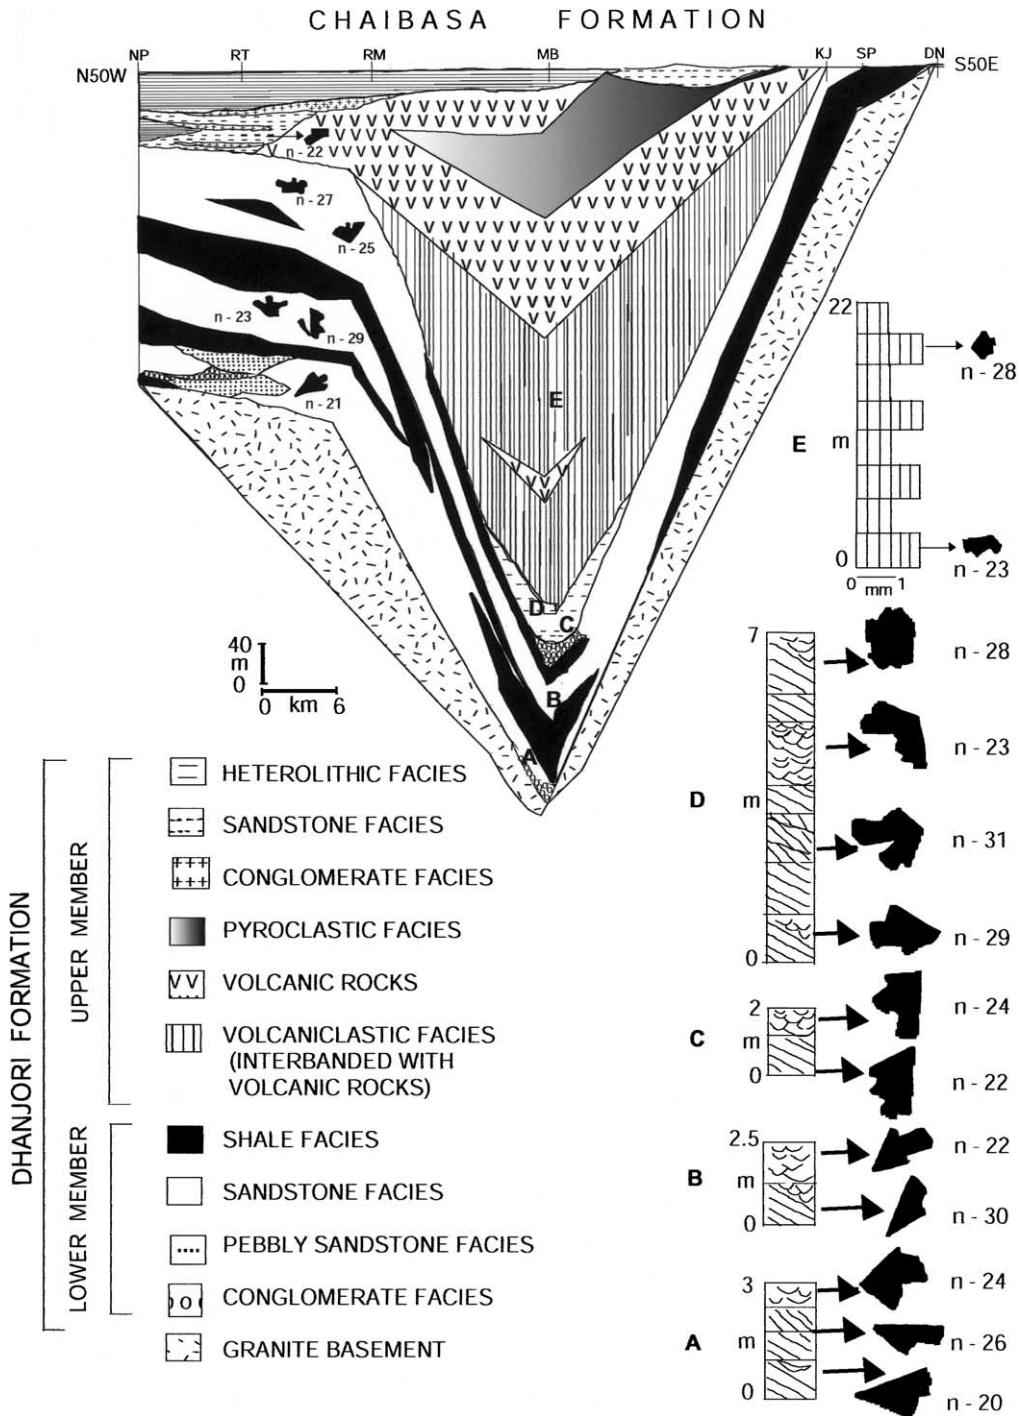 CHAIBASA FORMATION
NP RT RM MB KJ SP DN
N50W S50E
n - 22
n - 27
n - 25
n - 23
n - 29
n - 21
E
D
C
B
A
40
m
0
0 km 6
22
E m
0
0 mm 1
n - 28
n - 23
7
D m
0
n - 28
n - 23
n - 31
n - 29
2
C m
0
n - 24
n - 22
2.5
B m
0
n - 22
n - 30
3
A m
0
n - 24
n - 26
n - 20
DHANJORI FORMATION
UPPER MEMBER
HETEROLITHIC FACIES
SANDSTONE FACIES
CONGLOMERATE FACIES
PYROCLASTIC FACIES
VOLCANIC ROCKS
VOLCANICLASTIC FACIES
(INTERBANDED WITH
VOLCANIC ROCKS)
LOWER MEMBER
SHALE FACIES
SANDSTONE FACIES
PEBBLY SANDSTONE FACIES
CONGLOMERATE FACIES
GRANITE BASEMENT